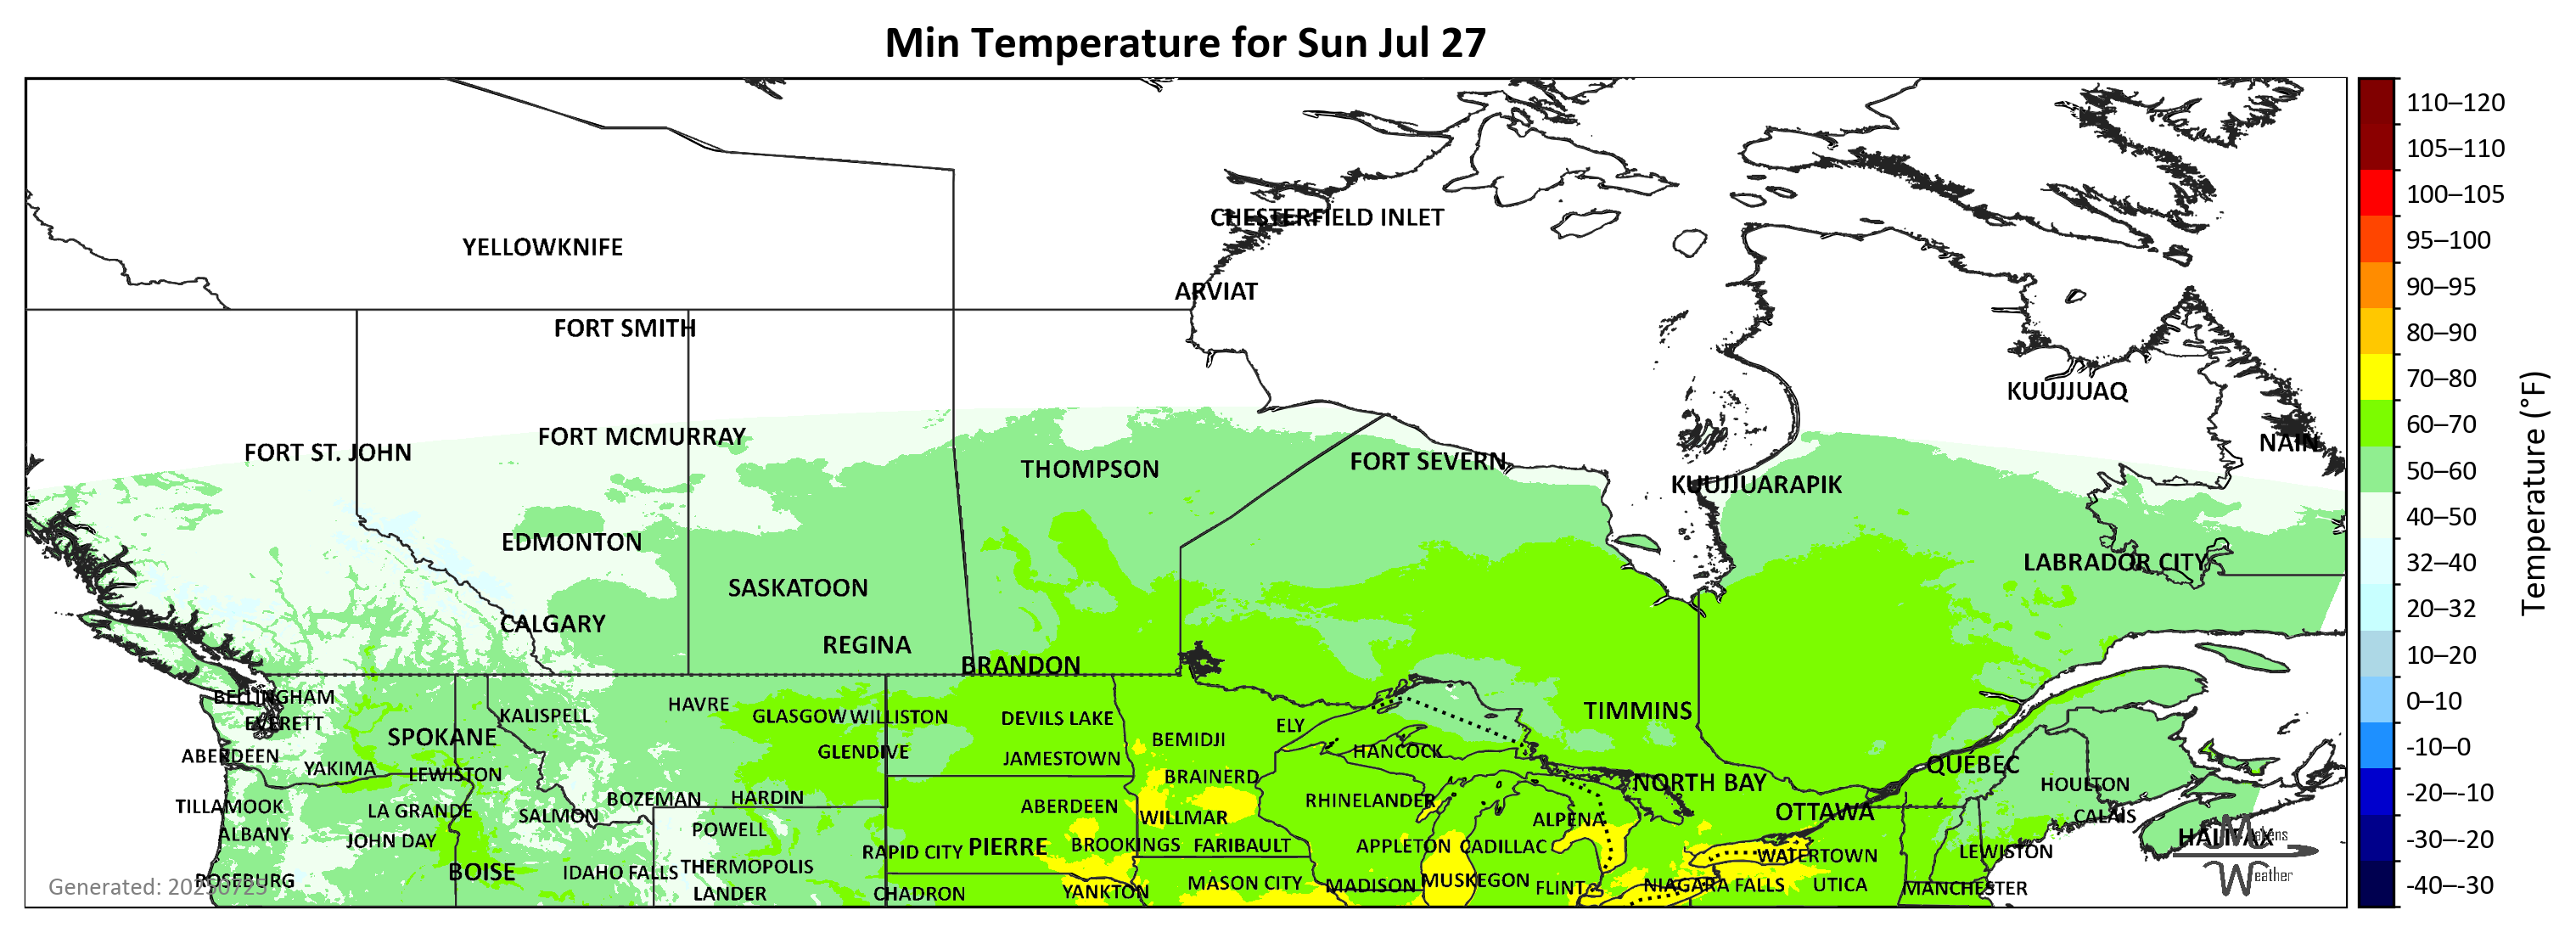 Min Temperature for Sun Jul 27
110–120
105–110
100–105
95–100
90–95
80–90
70–80
60–70
50–60
40–50
32–40
20–32
10–20
0–10
-10–0
-20–-10
-30–-20
-40–-30
Temperature (°F)
CHESTERFIELD INLET
YELLOWKNIFE
ARVIAT
FORT SMITH
KUUJJUAQ
FORT MCMURRAY
NAIN
FORT ST. JOHN
FORT SEVERN
THOMPSON
KUUJJUARAPIK
EDMONTON
LABRADOR CITY
SASKATOON
CALGARY
REGINA
BRANDON
BELLINGHAM
HAVRE
TIMMINS
KALISPELL
GLASGOW
WILLISTON
DEVILS LAKE
EVERETT
ELY
SPOKANE
BEMIDJI
GLENDIVE
HANCOCK
ABERDEEN
JAMESTOWN
QUEBEC
YAKIMA
LEWISTON
BRAINERD
NORTH BAY
HOULTON
BOZEMAN
HARDIN
RHINELANDER
TILLAMOOK
LA GRANDE
ABERDEEN
OTTAWA
SALMON
WILLMAR
CALAIS
ALPENA
POWELL
ALBANY
HALIFAX
JOHN DAY
PIERRE
BROOKINGS
FARIBAULT
APPLETON
CADILLAC
RAPID CITY
LEWISTON
WATERTOWN
THERMOPOLIS
BOISE
IDAHO FALLS
ROSEBURG
MUSKEGON
MASON CITY
MADISON
NIAGARA FALLS
UTICA
FLINT
MANCHESTER
YANKTON
LANDER
CHADRON
Makens
Weather
Generated: 20250725